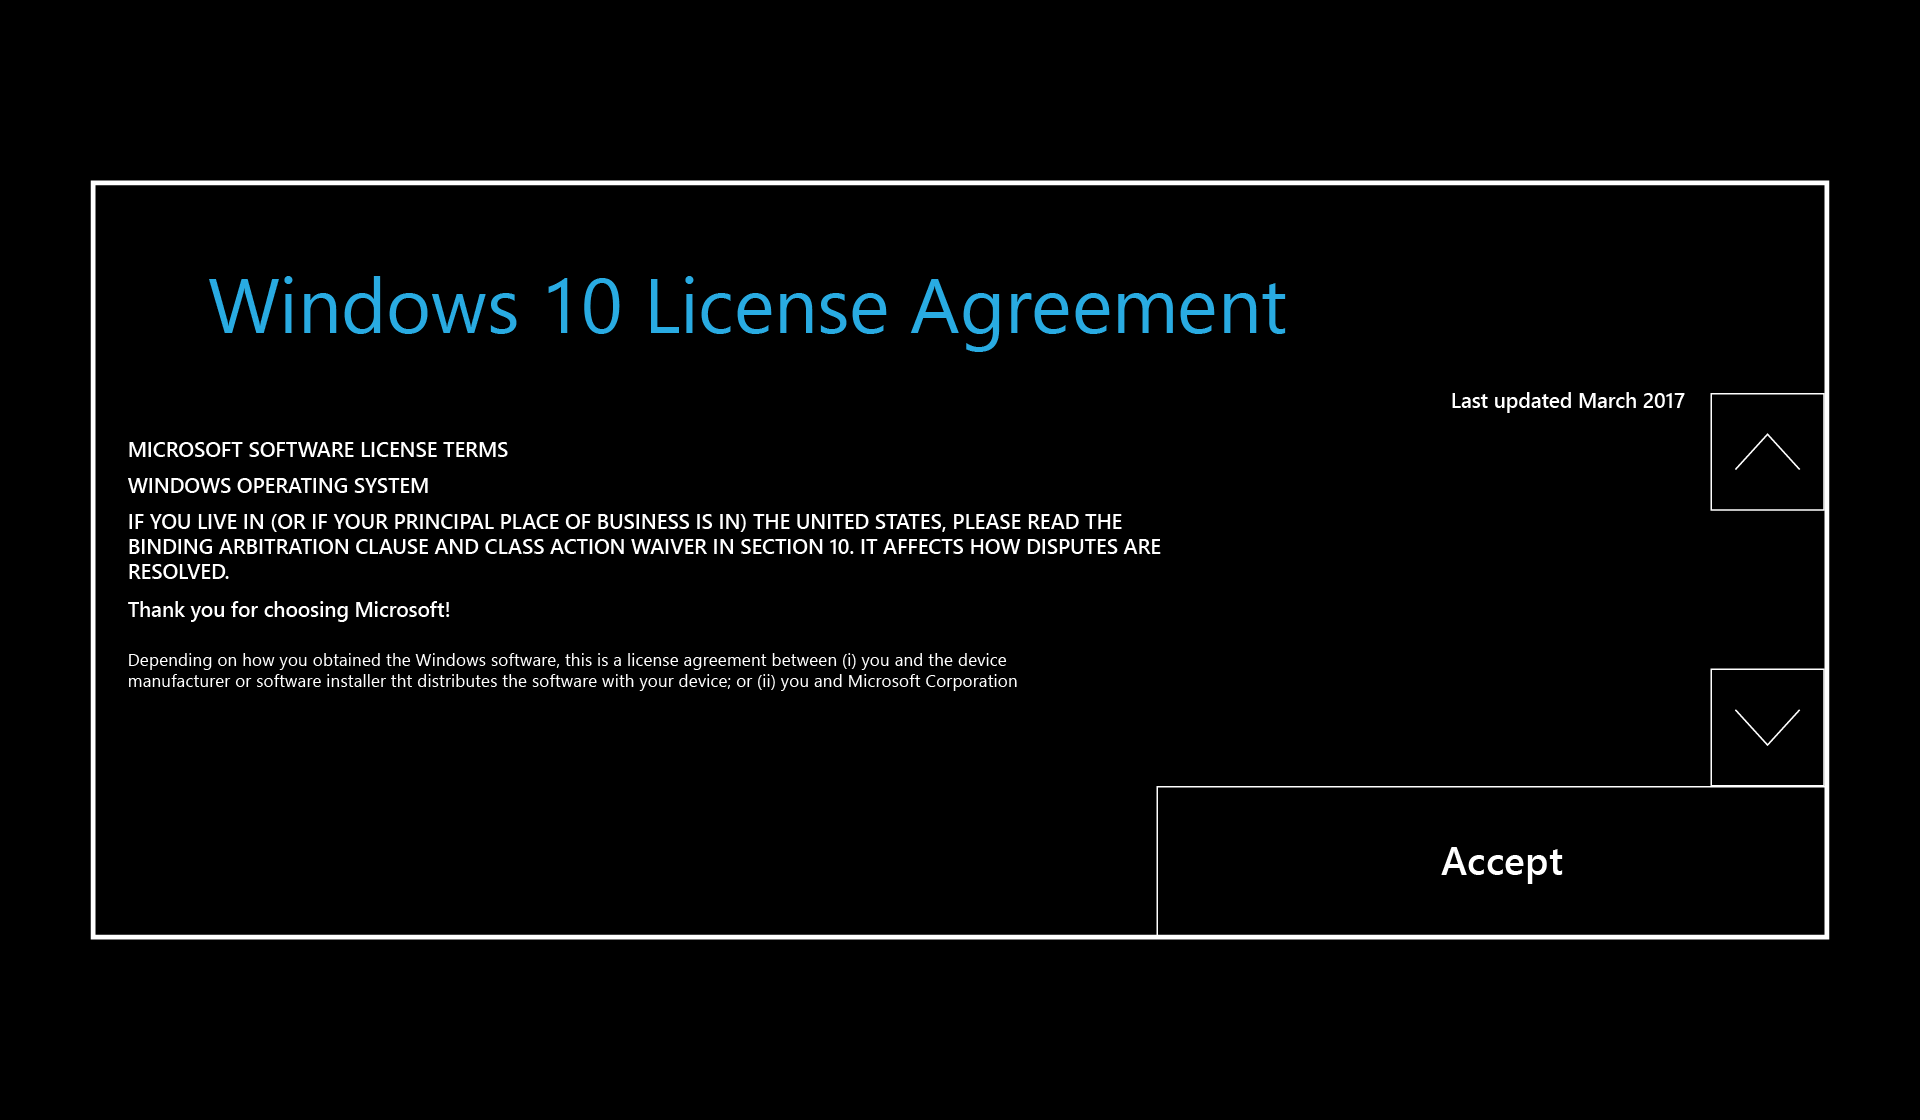 Windows 10 License Agreement
Last updated March 2017
MICROSOFT SOFTWARE LICENSE TERMS
WINDOWS OPERATING SYSTEM
IF YOU LIVE IN (OR IF YOUR PRINCIPAL PLACE OF BUSINESS IS IN) THE UNITED STATES, PLEASE READ THE
BINDING ARBITRATION CLAUSE AND CLASS ACTION WAIVER IN SECTION 10. IT AFFECTS HOW DISPUTES ARE
RESOLVED.
Thank you for choosing Microsoft!
Depending on how you obtained the Windows software, this is a license agreement between (i) you and the device
manufacturer or software installer tht distributes the software with your device; or (ii) you and Microsoft Corporation
Accept